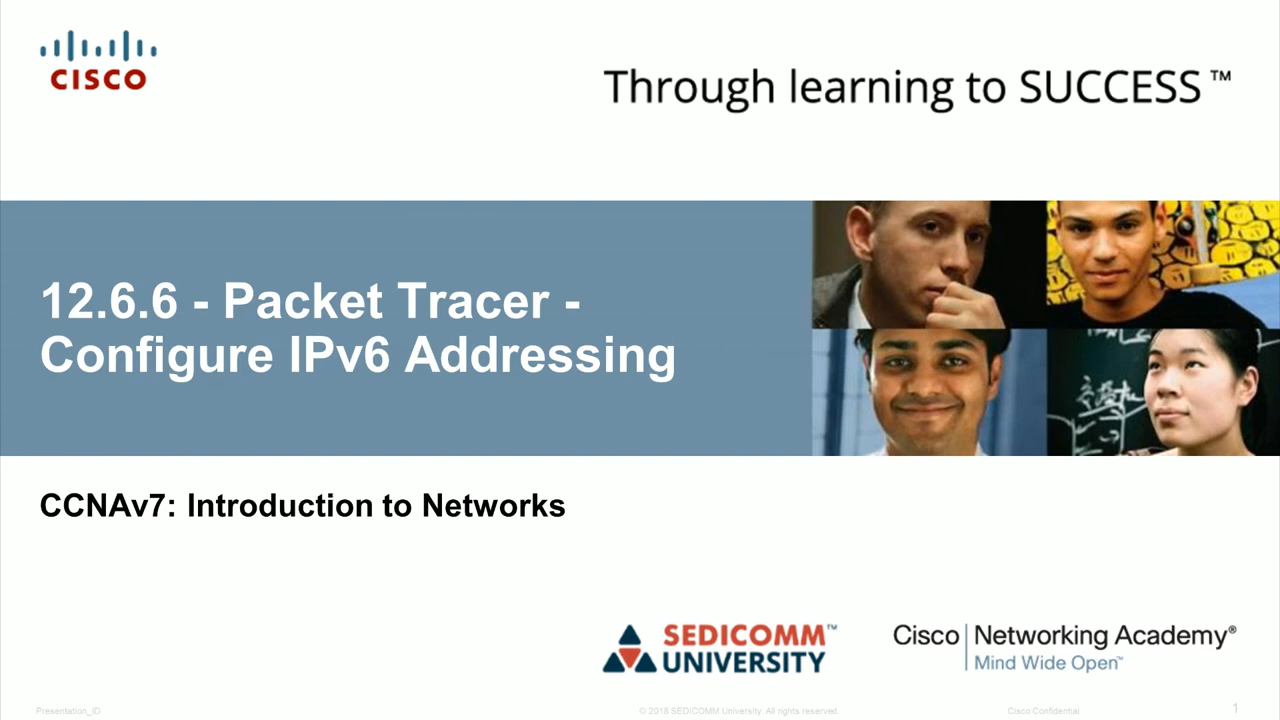 CISCO
Through learning to SUCCESS™
12.6.6 - Packet Tracer -
Configure IPv6 Addressing
CCNAv7: Introduction to Networks
SEDICOMM™
UNIVERSITY
Cisco Networking Academy®
Mind Wide Open™
Presentation_ID
© 2018 SEDICOMM University. All rights reserved.
Cisco Confidential
1